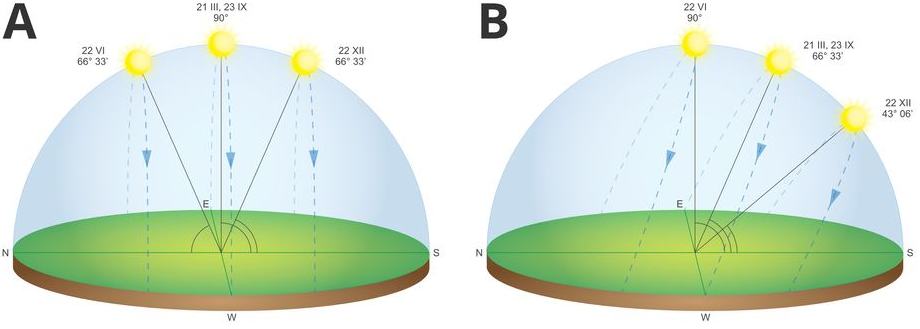 A
21 III, 23 IX
90°
22 VI
66° 33'
22 XII
66° 33'
E
N
S
W
B
22 VI
90°
21 III, 23 IX
66° 33'
22 XII
43° 06'
E
N
S
W